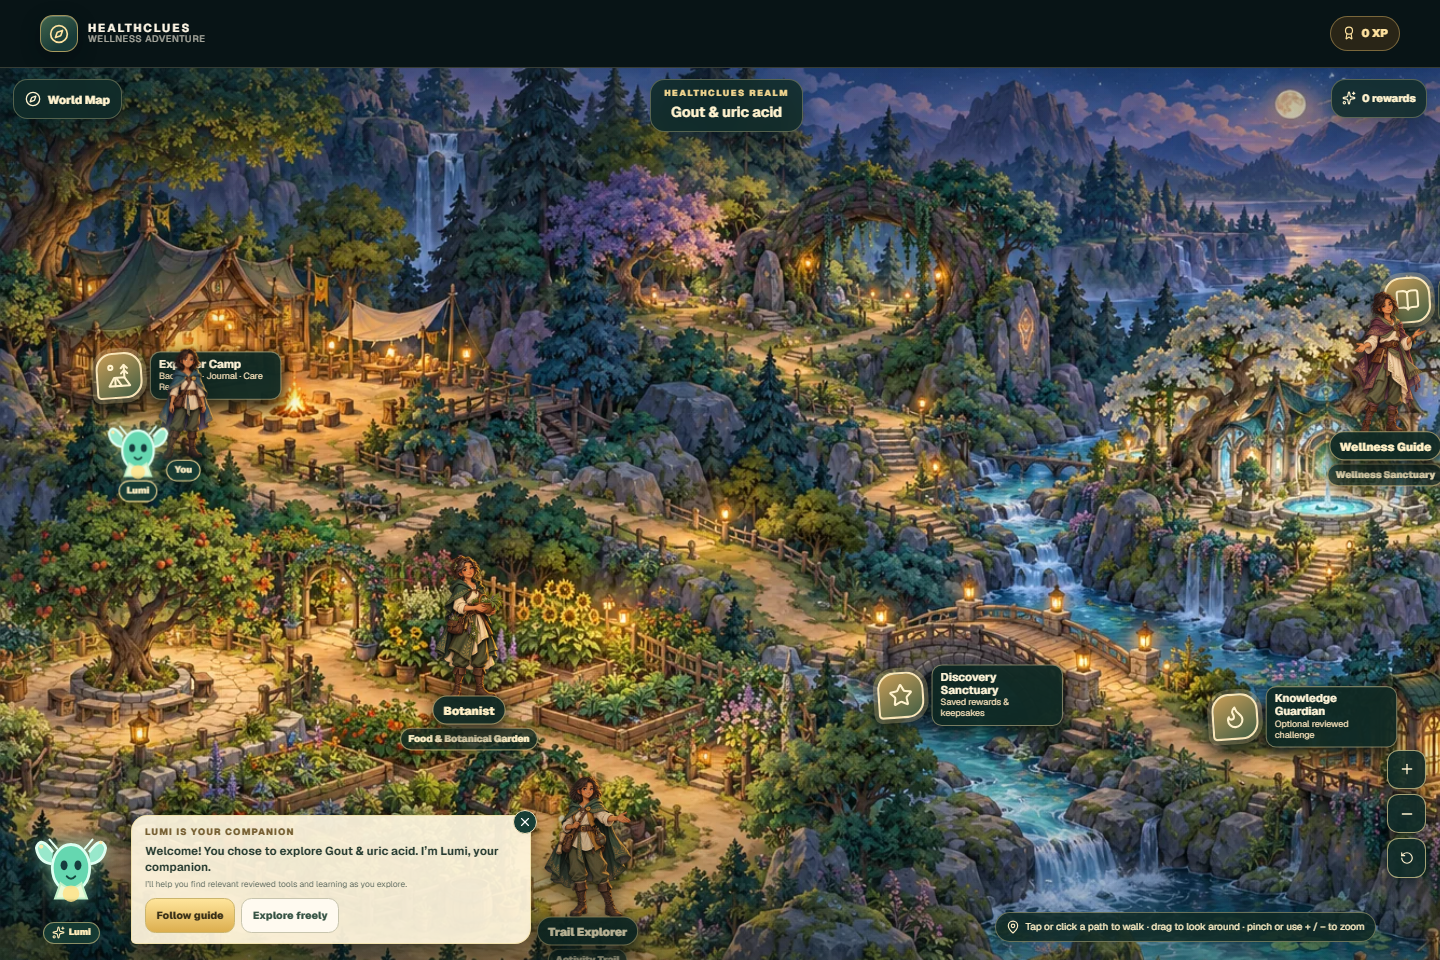 HEALTHCLUES
WELLNESS ADVENTURE
0 XP
World Map
HEALTHCLUES REALM
Gout & uric acid
0 rewards
Camp
Journal · Care
You
Lumi
Wellness Guide
Wellness Sanctuary
Botanist
Food & Botanical Garden
Discovery
Sanctuary
Saved rewards &
keepsakes
Knowledge
Guardian
Optional reviewed
challenge
LUMI IS YOUR COMPANION
Welcome! You chose to explore Gout & uric acid. I'm Lumi, your
companion.
I'll help you find relevant reviewed tools and learning as you explore.
Follow guide
Explore freely
Lumi
Trail Explorer
Activity Trail
Tap or click a path to walk · drag to look around · pinch or use + / − to zoom